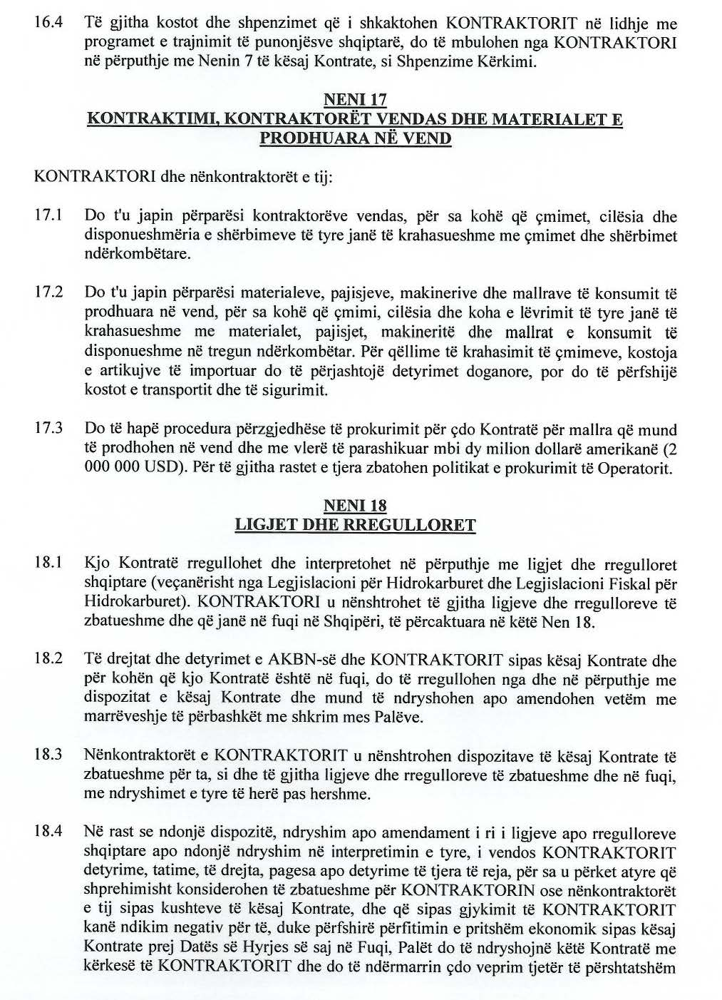 16.4 Të gjitha kostot dhe shpenzimet që i shkaktohen KONTRAKTORIT në lidhje me
programet e trajnimit të punonjësve shqiptarë, do të mbulohen nga KONTRAKTORI
në përputhje me Nenin 7 të kësaj Kontrate, si Shpenzime Kërkimi.
NENI 17
KONTRAKTIMI, KONTRAKTORËT VENDAS DHE MATERIALET E
PRODHUARA NË VEND
KONTRAKTORI dhe nënkontraktorët e tij:
17.1 Do t'u japin përparësi kontraktorëve vendas, për sa kohë që çmimet, cilësia dhe
disponueshmëria e shërbimeve të tyre janë të krahasueshme me çmimet dhe shërbimet
ndërkombëtare.
17.2 Do t'u japin përparësi materialeve, pajisjeve, makinerive dhe mallrave të konsumit të
prodhuara në vend, për sa kohë që çmimi, cilësia dhe koha e lëvrimit të tyre janë të
krahasueshme me materialet, pajisjet, makineritë dhe mallrat e konsumit të
disponueshme në tregun ndërkombëtar. Për qëllime të krahasimit të çmimeve, kostoja
e artikujve të importuar do të përjashtojë detyrimet doganore, por do të përfshijë
kostot e transportit dhe të sigurimit.
17.3 Do të hapë procedura përzgjedhëse të prokurimit për çdo Kontratë për mallra që mund
të prodhohen në vend dhe me vlerë të parashikuar mbi dy milion dollarë amerikanë (2
000 000 USD). Për të gjitha rastet e tjera zbatohen politikat e prokurimit të Operatorit.
NENI 18
LIGJET DHE RREGULLORET
18.1 Kjo Kontratë rregullohet dhe interpretohet në përputhje me ligjet dhe rregulloret
shqiptare (veçanërisht nga Legjislacioni për Hidrokarburet dhe Legjislacioni Fiskal për
Hidrokarburet). KONTRAKTORI u nënshtrohet të gjitha ligjeve dhe rregulloreve të
zbatueshme dhe që janë në fuqi në Shqipëri, të përcaktuara në këtë Nen 18.
18.2 Të drejtat dhe detyrimet e AKBN-së dhe KONTRAKTORIT sipas kësaj Kontrate dhe
për kohën që kjo Kontratë është në fuqi, do të rregullohen nga dhe në përputhje me
dispozitat e kësaj Kontrate dhe mund të ndryshohen apo amendohen vetëm me
marrëveshje të përbashkët me shkrim mes Palëve.
18.3 Nënkontraktorët e KONTRAKTORIT u nënshtrohen dispozitave të kësaj Kontrate të
zbatueshme për ta, si dhe të gjitha ligjeve dhe rregulloreve të zbatueshme dhe në fuqi,
me ndryshimet e tyre të herë pas hershme.
18.4 Në rast se ndonjë dispozitë, ndryshim apo amendament i ri i ligjeve apo rregulloreve
shqiptare apo ndonjë ndryshim në interpretimin e tyre, i vendos KONTRAKTORIT
detyrime, tatime, të drejta, pagesa apo detyrime të tjera të reja, për sa u përket atyre që
shprehimisht konsiderohen të zbatueshme për KONTRAKTORIN ose nënkontraktorët
e tij sipas kushteve të kësaj Kontrate, dhe që sipas gjykimit të KONTRAKTORIT
kanë ndikim negativ për të, duke përfshirë përfitimin e pritshëm ekonomik sipas kësaj
Kontrate prej Datës së Hyrjes së saj në Fuqi, Palët do të ndryshojnë këtë Kontratë me
kërkesë të KONTRAKTORIT dhe do të ndërmarrin çdo veprim tjetër të përshtatshëm